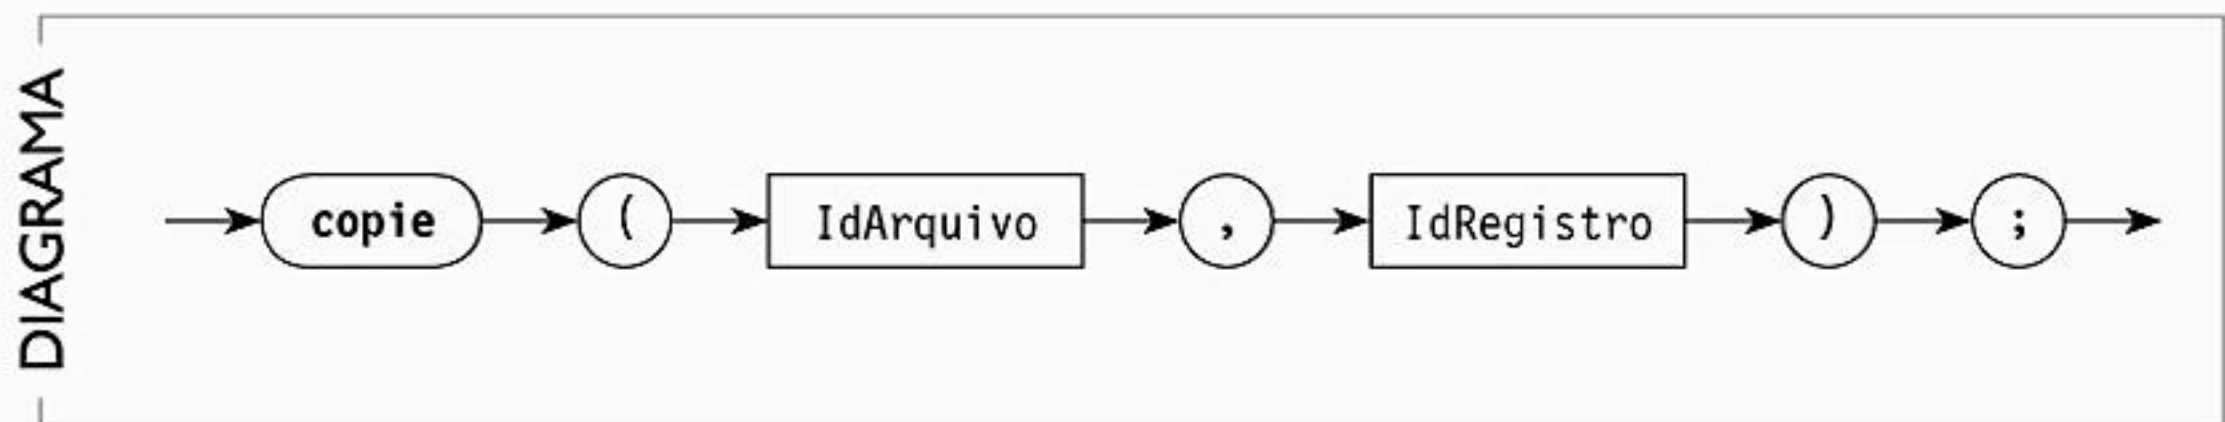 DIAGRAMA
copie ( IdArquivo , IdRegistro ) ;